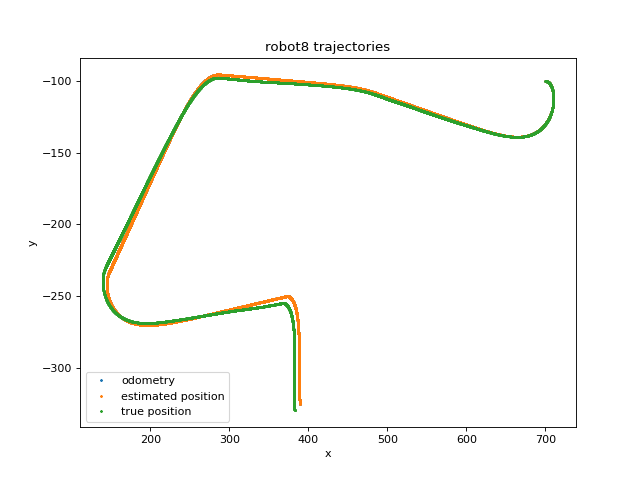 robot8 trajectories
y
−100
−150
−200
−250
−300
odometry
estimated position
true position
200 300 400 500 600 700
x